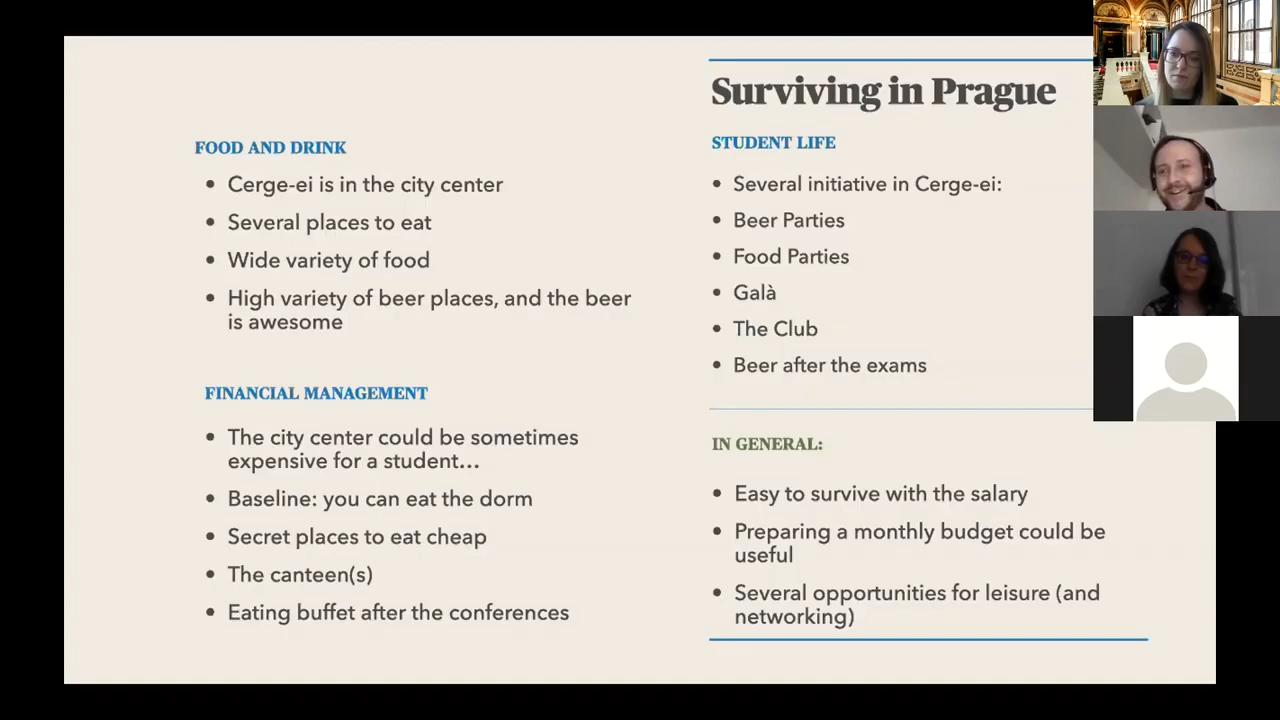 Surviving in Prague
FOOD AND DRINK
Cerge-ei is in the city center
Several places to eat
Wide variety of food
High variety of beer places, and the beer
is awesome
FINANCIAL MANAGEMENT
The city center could be sometimes
expensive for a student...
Baseline: you can eat the dorm
Secret places to eat cheap
The canteen(s)
Eating buffet after the conferences
STUDENT LIFE
Several initiative in Cerge-ei:
Beer Parties
Food Parties
Galà
The Club
Beer after the exams
IN GENERAL:
Easy to survive with the salary
Preparing a monthly budget could be
useful
Several opportunities for leisure (and
networking)